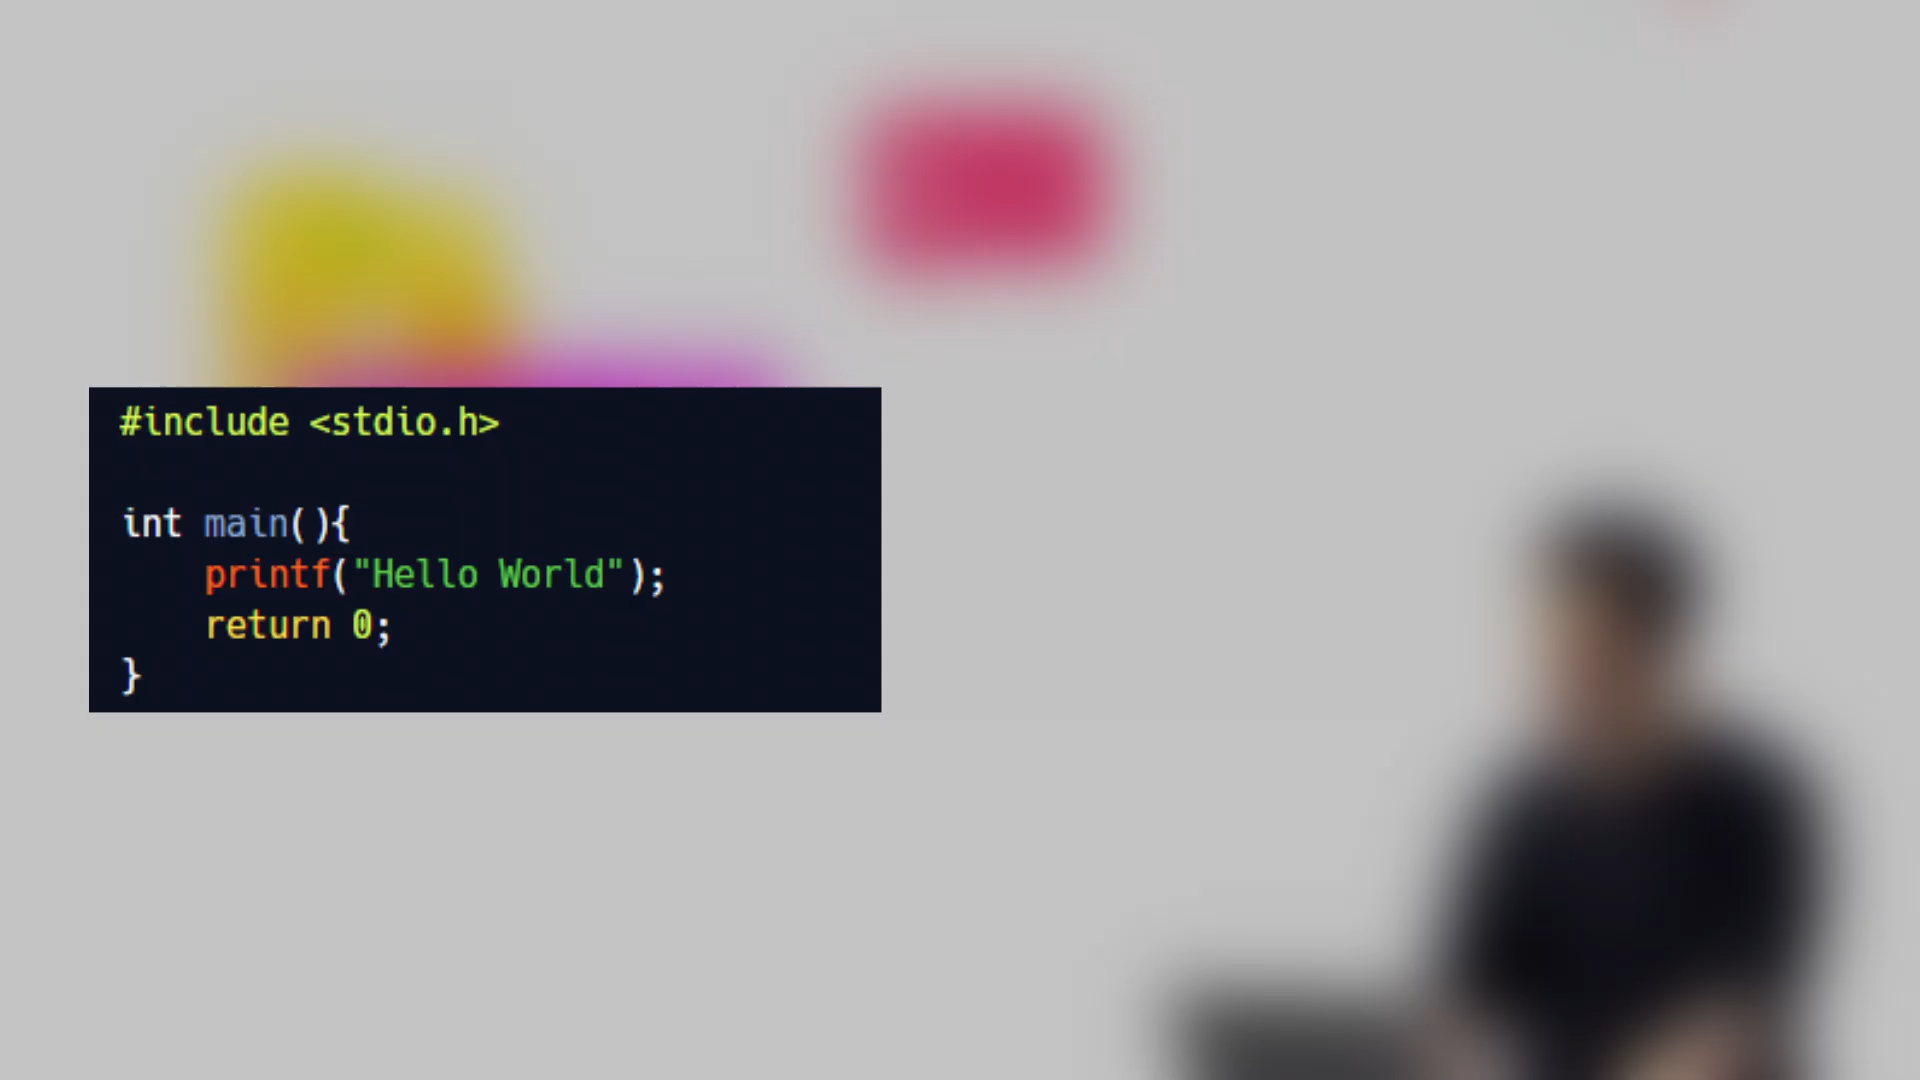 #include <stdio.h>
int main(){
printf("Hello World");
return 0;
}